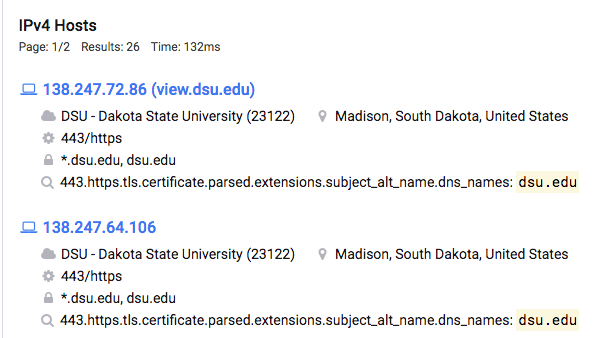 IPv4 Hosts
Page: 1/2 Results: 26 Time: 132ms
138.247.72.86 (view.dsu.edu)
DSU - Dakota State University (23122) Madison, South Dakota, United States
443/https
*.dsu.edu, dsu.edu
443.https.tls.certificate.parsed.extensions.subject_alt_name.dns_names: dsu.edu
138.247.64.106
DSU - Dakota State University (23122) Madison, South Dakota, United States
443/https
*.dsu.edu, dsu.edu
443.https.tls.certificate.parsed.extensions.subject_alt_name.dns_names: dsu.edu